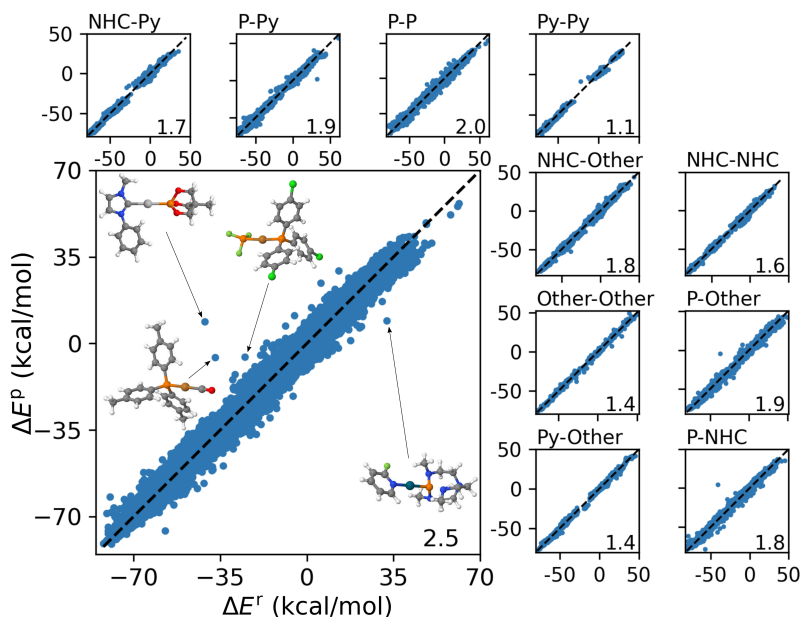 NHC-Py P-Py P-P Py-Py
50
0
-50
1.7 1.9 2.0 1.1
-50 0 50 -50 0 50 -50 0 50 -50 0 50
70
35
0
−35
−70
ΔEᵖ (kcal/mol)
2.5
−70 −35 0 35 70
ΔEʳ (kcal/mol)
NHC-Other NHC-NHC
50
0
-50
1.8 1.6
Other-Other P-Other
50
0
-50
1.4 1.9
Py-Other P-NHC
50
0
-50
1.4 1.8
-50 0 50 -50 0 50